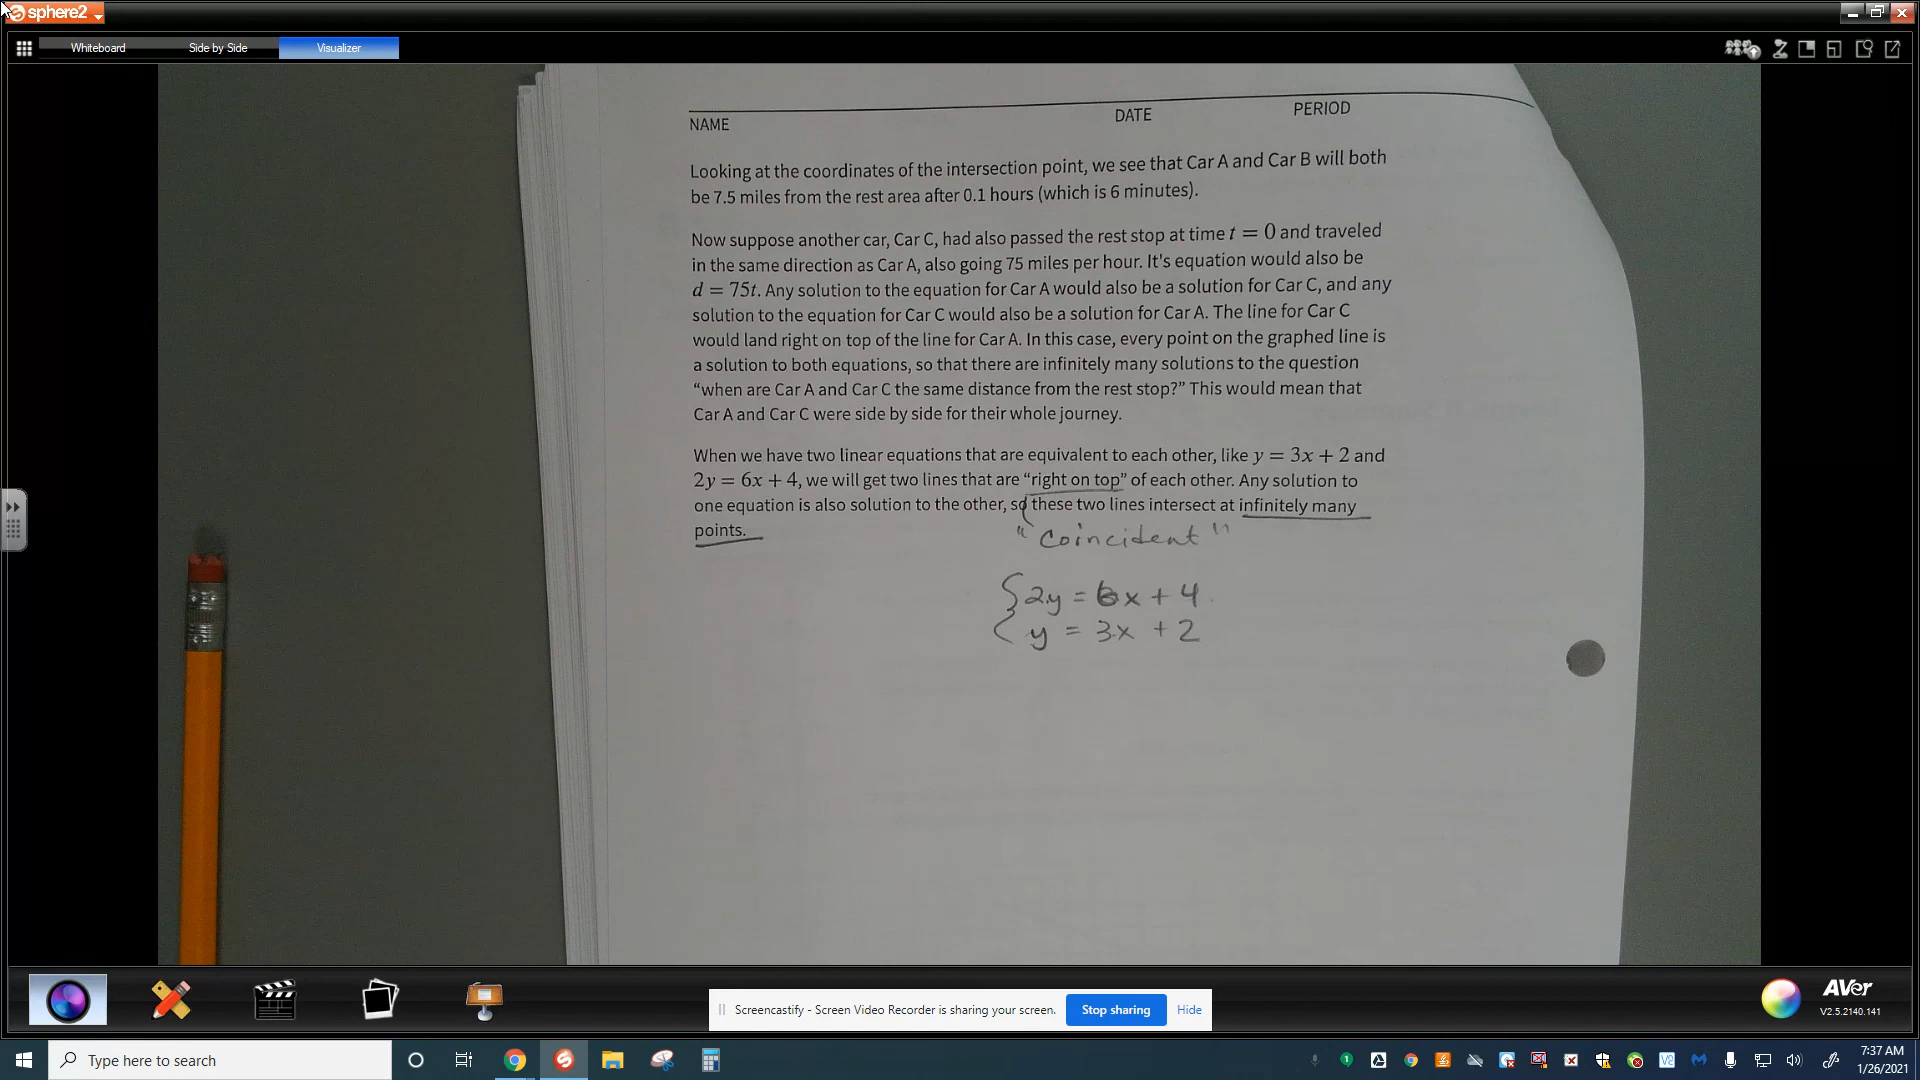 sphere2
Whiteboard Side by Side Visualizer
NAME DATE PERIOD
Looking at the coordinates of the intersection point, we see that Car A and Car B will both
be 7.5 miles from the rest area after 0.1 hours (which is 6 minutes).
Now suppose another car, Car C, had also passed the rest stop at time t = 0 and traveled
in the same direction as Car A, also going 75 miles per hour. It's equation would also be
d = 75t. Any solution to the equation for Car A would also be a solution for Car C, and any
solution to the equation for Car C would also be a solution for Car A. The line for Car C
would land right on top of the line for Car A. In this case, every point on the graphed line is
a solution to both equations, so that there are infinitely many solutions to the question
“when are Car A and Car C the same distance from the rest stop?” This would mean that
Car A and Car C were side by side for their whole journey.
When we have two linear equations that are equivalent to each other, like y = 3x + 2 and
2y = 6x + 4, we will get two lines that are “right on top” of each other. Any solution to
one equation is also solution to the other, so these two lines intersect at infinitely many
points.
"Coincident"
2y = 6x + 4
y = 3x + 2
AVer
V2.5.2140.141
Screencastify - Screen Video Recorder is sharing your screen. Stop sharing Hide
Type here to search
7:37 AM
1/26/2021